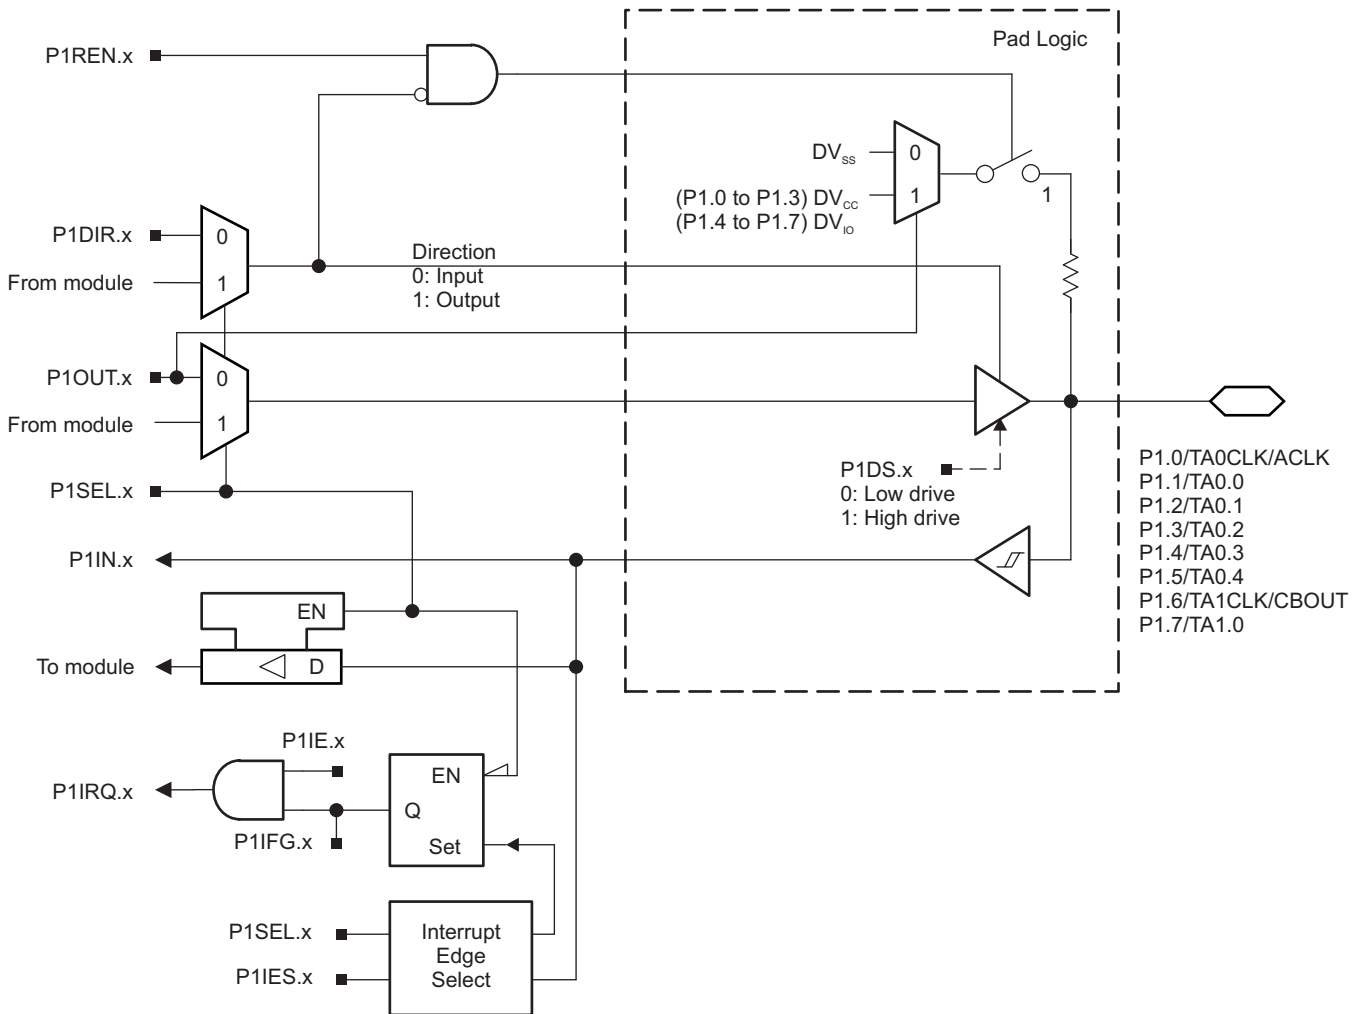 Pad Logic
P1REN.x
DVSS
0
(P1.0 to P1.3) DVCC
1
(P1.4 to P1.7) DVIO
1
P1DIR.x
0
From module
1
Direction
0: Input
1: Output
P1OUT.x
0
From module
1
P1SEL.x
P1DS.x
0: Low drive
1: High drive
P1.0/TA0CLK/ACLK
P1.1/TA0.0
P1.2/TA0.1
P1.3/TA0.2
P1.4/TA0.3
P1.5/TA0.4
P1.6/TA1CLK/CBOUT
P1.7/TA1.0
P1IN.x
EN
To module
D
P1IE.x
P1IRQ.x
EN
Q
P1IFG.x
Set
P1SEL.x
P1IES.x
Interrupt
Edge
Select